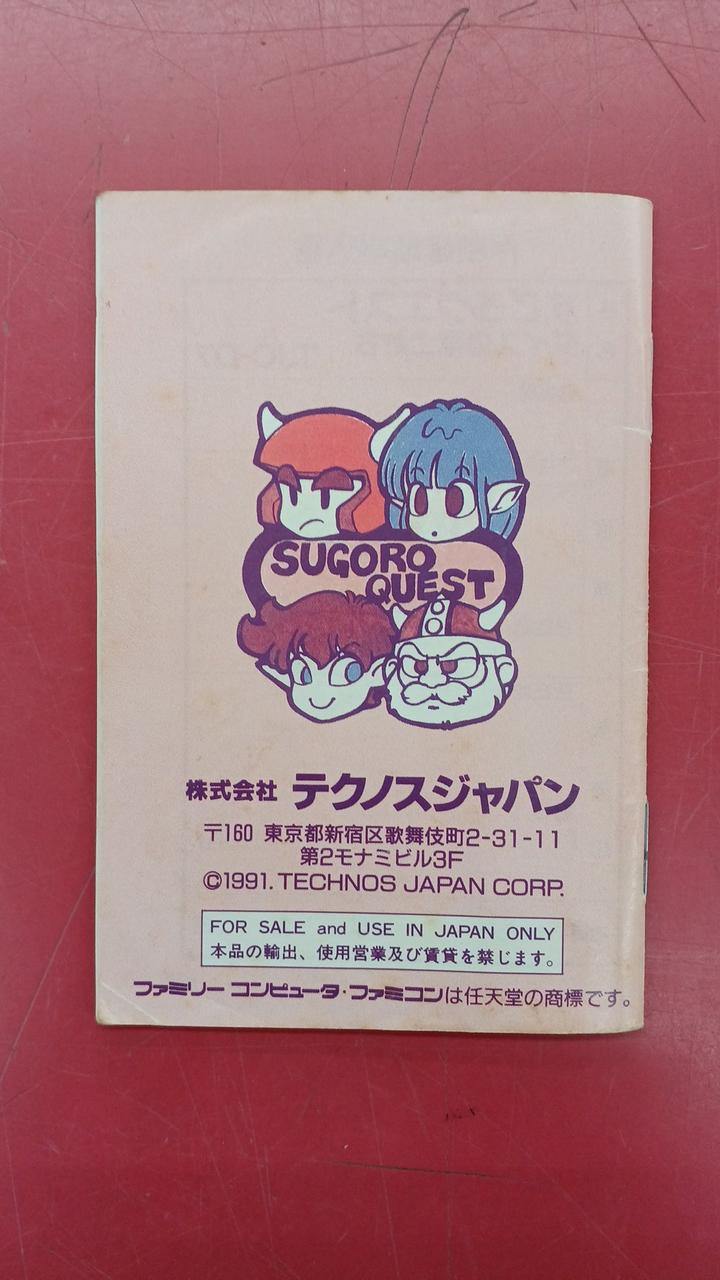 SUGORO
QUEST
株式会社 テクノスジャパン
〒160 東京都新宿区歌舞伎町2-31-11
第2モナミビル3F
©1991. TECHNOS JAPAN CORP.
FOR SALE and USE IN JAPAN ONLY
本品の輸出、使用営業及び賃貸を禁じます。
ファミリー コンピュータ・ファミコンは任天堂の商標です。